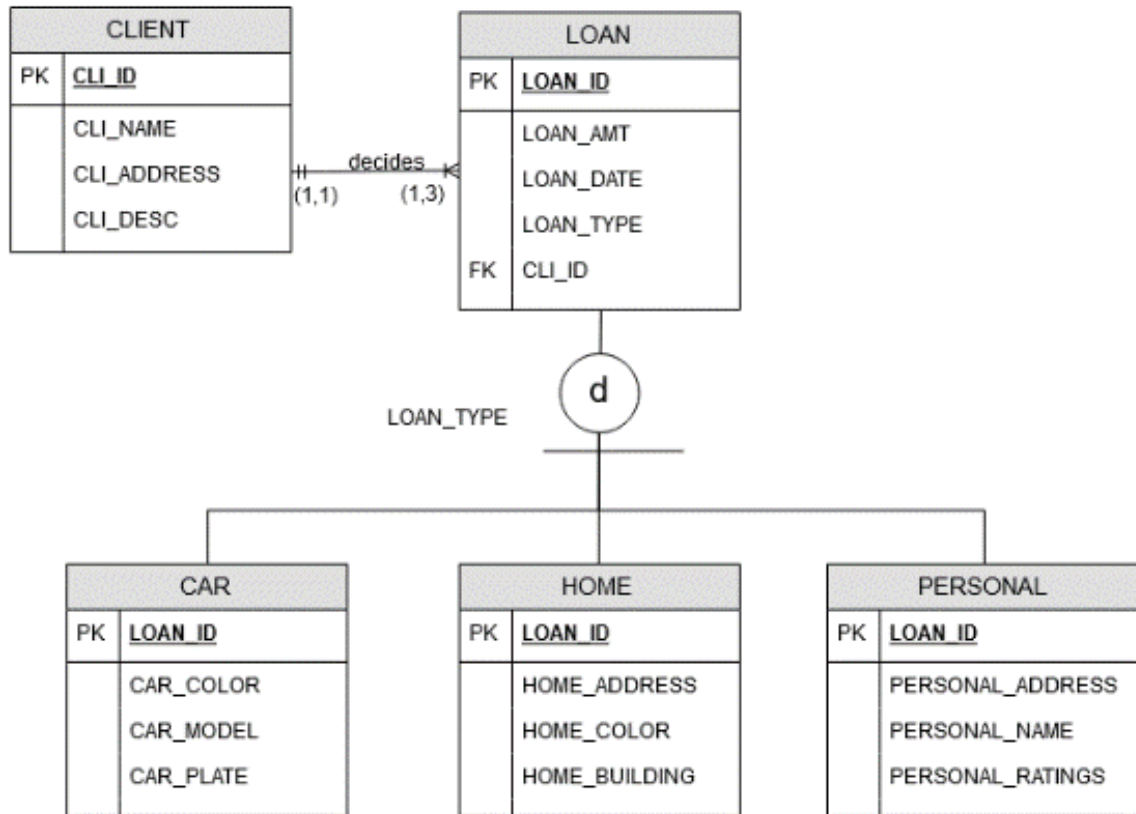 CLIENT
PK CLI_ID
CLI_NAME
CLI_ADDRESS
CLI_DESC
decides
(1,1) (1,3)
LOAN
PK LOAN_ID
LOAN_AMT
LOAN_DATE
LOAN_TYPE
FK CLI_ID
d
LOAN_TYPE
CAR
PK LOAN_ID
CAR_COLOR
CAR_MODEL
CAR_PLATE
HOME
PK LOAN_ID
HOME_ADDRESS
HOME_COLOR
HOME_BUILDING
PERSONAL
PK LOAN_ID
PERSONAL_ADDRESS
PERSONAL_NAME
PERSONAL_RATINGS